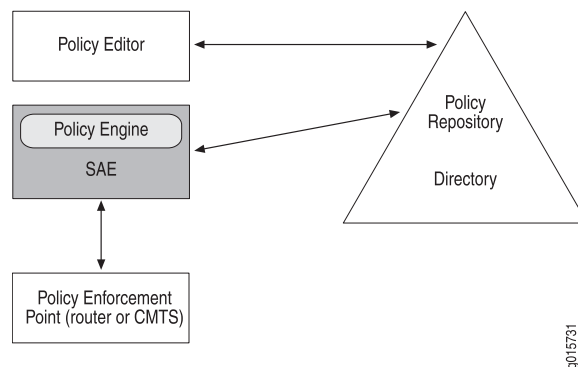 Policy Editor
Policy Engine
SAE
Policy
Repository
Directory
Policy Enforcement
Point (router or CMTS)
g015731